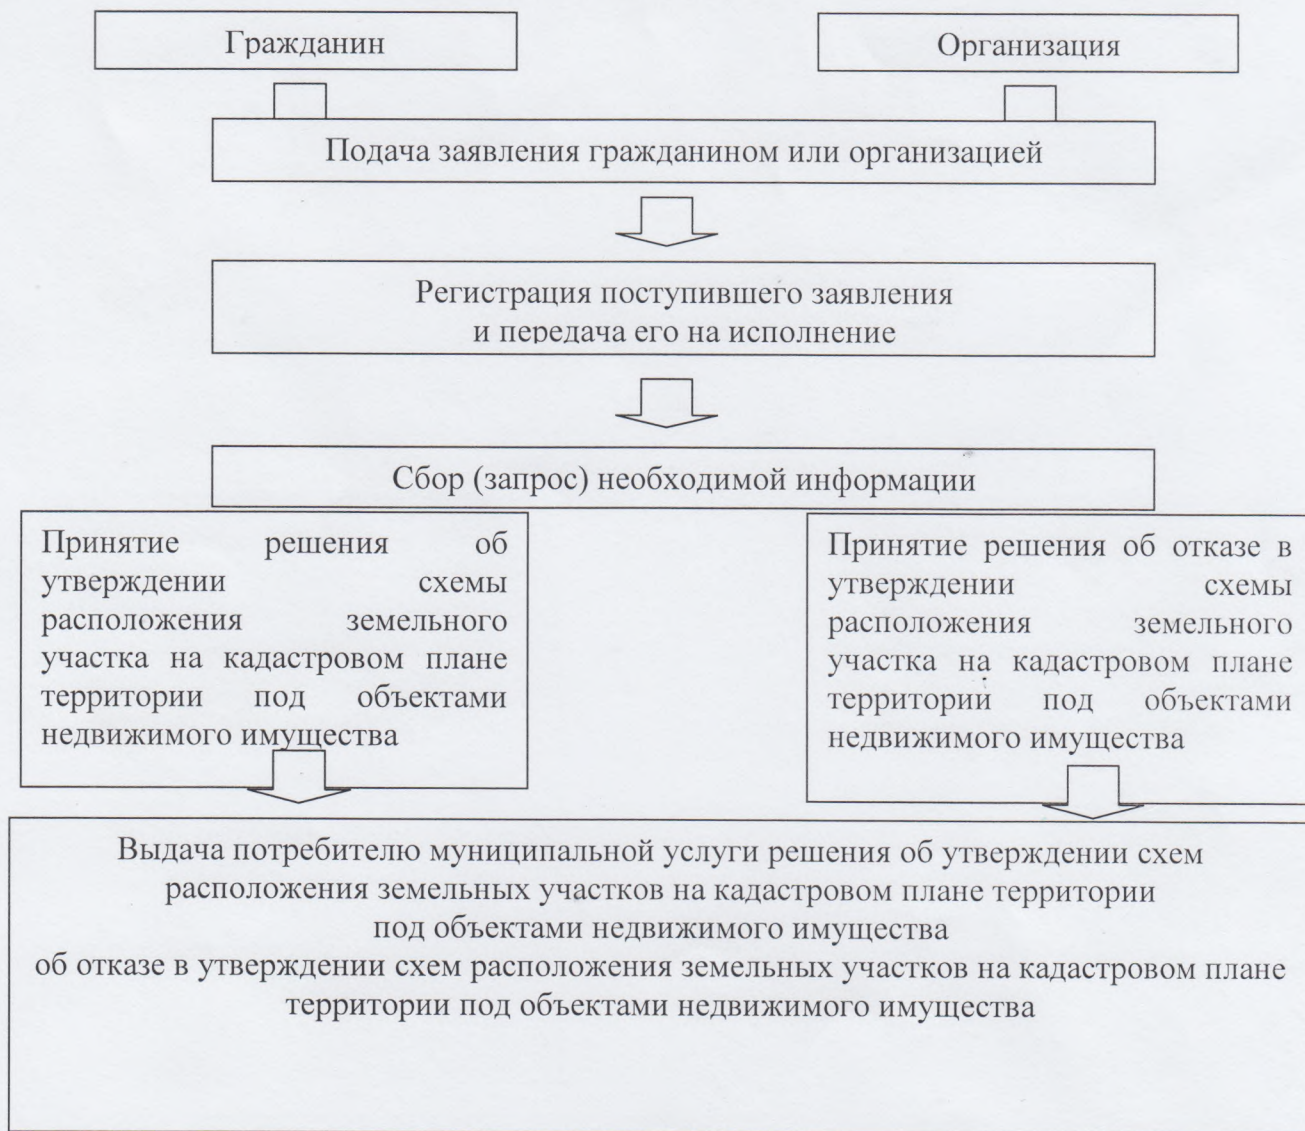 Гражданин
Организация
Подача заявления гражданином или организацией
Регистрация поступившего заявления
и передача его на исполнение
Сбор (запрос) необходимой информации
Принятие решения об
утверждении схемы
расположения земельного
участка на кадастровом плане
территории под объектами
недвижимого имущества
Принятие решения об отказе в
утверждении схемы
расположения земельного
участка на кадастровом плане
территории под объектами
недвижимого имущества
Выдача потребителю муниципальной услуги решения об утверждении схем
расположения земельных участков на кадастровом плане территории
под объектами недвижимого имущества
об отказе в утверждении схем расположения земельных участков на кадастровом плане
территории под объектами недвижимого имущества